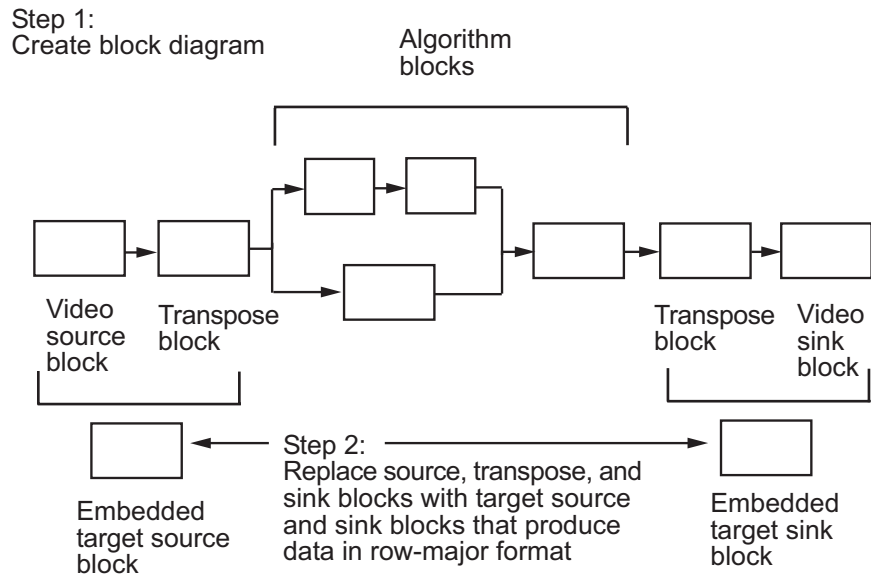 Step 1:
Create block diagram
Algorithm
blocks
Video
source
block
Transpose
block
Transpose
block
Video
sink
block
Step 2:
Replace source, transpose, and
sink blocks with target source
and sink blocks that produce
data in row-major format
Embedded
target source
block
Embedded
target sink
block